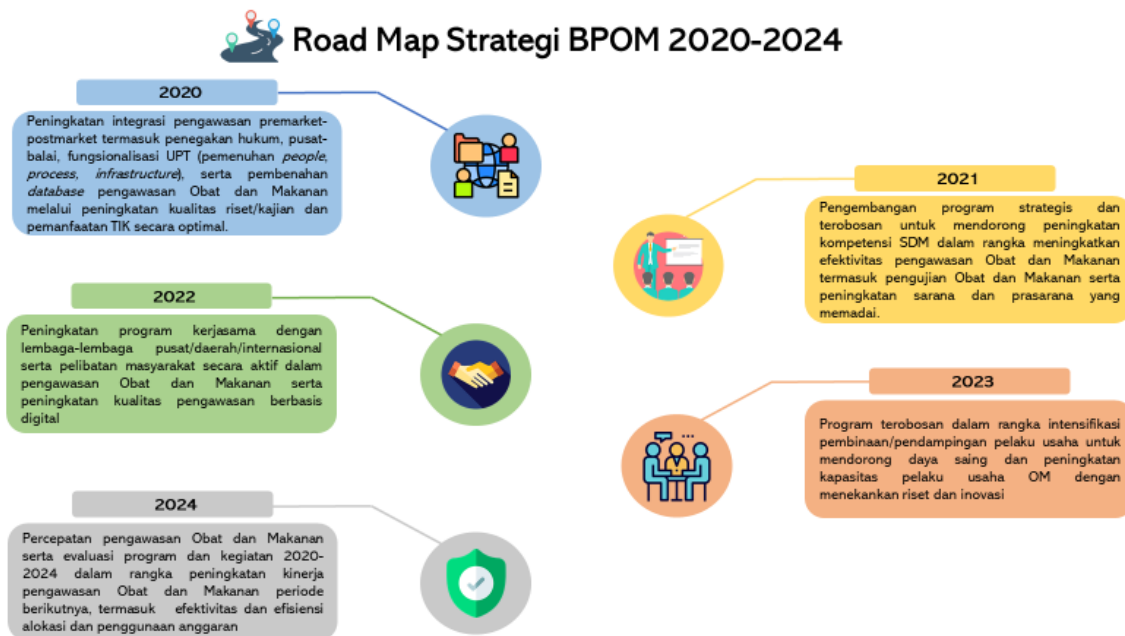 Road Map Strategi BPOM 2020-2024
2020
Peningkatan integrasi pengawasan premarket-
postmarket termasuk penegakan hukum, pusat-
balai, fungsionalisasi UPT (pemenuhan people,
process, infrastructure), serta pembenahan
database pengawasan Obat dan Makanan
melalui peningkatan kualitas riset/kajian dan
pemanfaatan TIK secara optimal.
2021
Pengembangan program strategis dan
terobosan untuk mendorong peningkatan
kompetensi SDM dalam rangka meningkatkan
efektivitas pengawasan Obat dan Makanan
termasuk pengujian Obat dan Makanan serta
peningkatan sarana dan prasarana yang
memadai.
2022
Peningkatan program kerjasama dengan
lembaga-lembaga pusat/daerah/internasional
serta pelibatan masyarakat secara aktif dalam
pengawasan Obat dan Makanan serta
peningkatan kualitas pengawasan berbasis
digital
2023
Program terobosan dalam rangka intensifikasi
pembinaan/pendampingan pelaku usaha untuk
mendorong daya saing dan peningkatan
kapasitas pelaku usaha OM dengan
menekankan riset dan inovasi
2024
Percepatan pengawasan Obat dan Makanan
serta evaluasi program dan kegiatan 2020-
2024 dalam rangka peningkatan kinerja
pengawasan Obat dan Makanan periode
berikutnya, termasuk efektivitas dan efisiensi
alokasi dan penggunaan anggaran